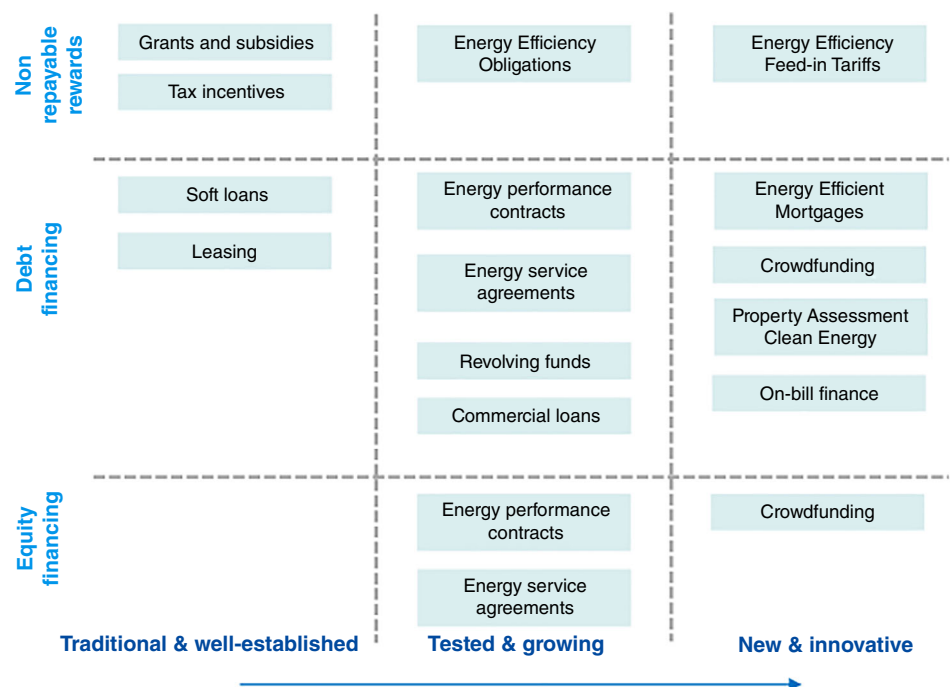 Non
repayable
rewards
Grants and subsidies
Tax incentives
Energy Efficiency
Obligations
Energy Efficiency
Feed-in Tariffs
Debt
financing
Soft loans
Leasing
Energy performance
contracts
Energy service
agreements
Revolving funds
Commercial loans
Energy Efficient
Mortgages
Crowdfunding
Property Assessment
Clean Energy
On-bill finance
Equity
financing
Energy performance
contracts
Energy service
agreements
Crowdfunding
Traditional & well-established
Tested & growing
New & innovative